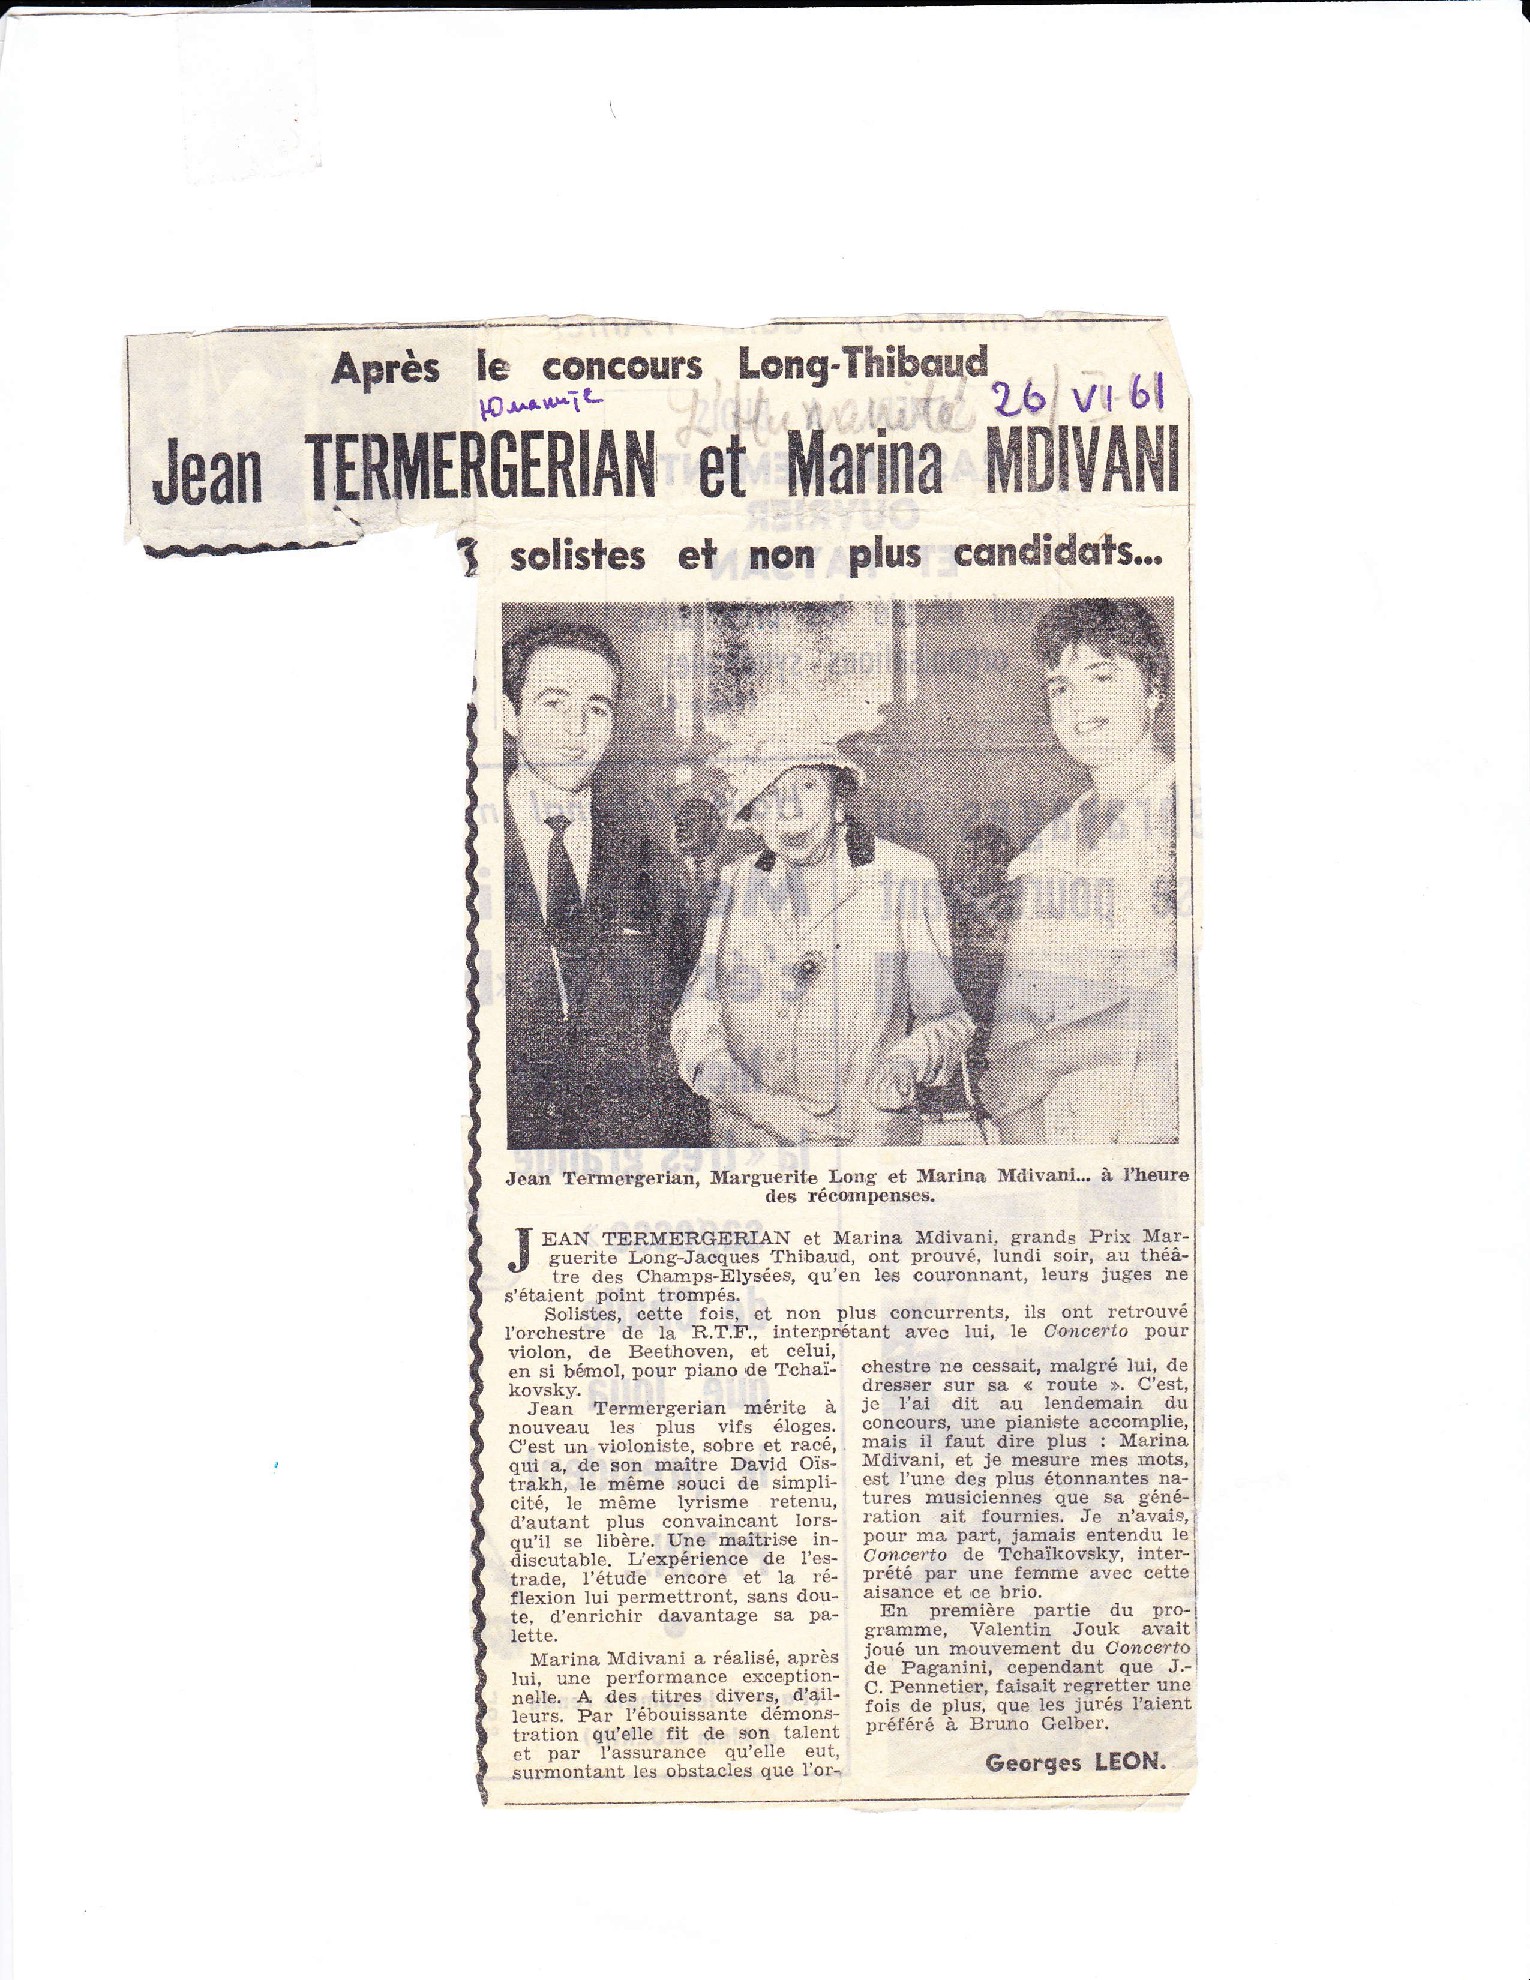 Après le concours Long-Thibaud
Юманите
L'Humanité
26 VI 61
Jean TERMERGERIAN et Marina MDIVANI
solistes et non plus candidats...
Jean Termergerian, Marguerite Long et Marina Mdivani... à l'heure
des récompenses.
JEAN TERMERGERIAN et Marina Mdivani, grands Prix Mar-
guerite Long-Jacques Thibaud, ont prouvé, lundi soir, au théâ-
tre des Champs-Elysées, qu'en les couronnant, leurs juges ne
s'étaient point trompés.
Solistes, cette fois, et non plus concurrents, ils ont retrouvé
l'orchestre de la R.T.F., interprétant avec lui, le Concerto pour
violon, de Beethoven, et celui,
en si bémol, pour piano de Tchaï-
kovsky.
Jean Termergerian mérite à
nouveau les plus vifs éloges.
C'est un violoniste, sobre et racé,
qui a, de son maître David Oïs-
trakh, le même souci de simpli-
cité, le même lyrisme retenu,
d'autant plus convaincant lors-
qu'il se libère. Une maîtrise in-
discutable. L'expérience de l'es-
trade, l'étude encore et la ré-
flexion lui permettront, sans dou-
te, d'enrichir davantage sa pa-
lette.
Marina Mdivani a réalisé, après
lui, une performance exception-
nelle. A des titres divers, d'ail-
leurs. Par l'ébouissante démons-
tration qu'elle fit de son talent
et par l'assurance qu'elle eut,
surmontant les obstacles que l'or-
chestre ne cessait, malgré lui, de
dresser sur sa « route ». C'est,
je l'ai dit au lendemain du
concours, une pianiste accomplie,
mais il faut dire plus : Marina
Mdivani, et je mesure mes mots,
est l'une des plus étonnantes na-
tures musiciennes que sa géné-
ration ait fournies. Je n'avais,
pour ma part, jamais entendu le
Concerto de Tchaïkovsky, inter-
prété par une femme avec cette
aisance et ce brio.
En première partie du pro-
gramme, Valentin Jouk avait
joué un mouvement du Concerto
de Paganini, cependant que J.-
C. Pennetier, faisait regretter une
fois de plus, que les jurés l'aient
préféré à Bruno Gelber.
Georges LEON.